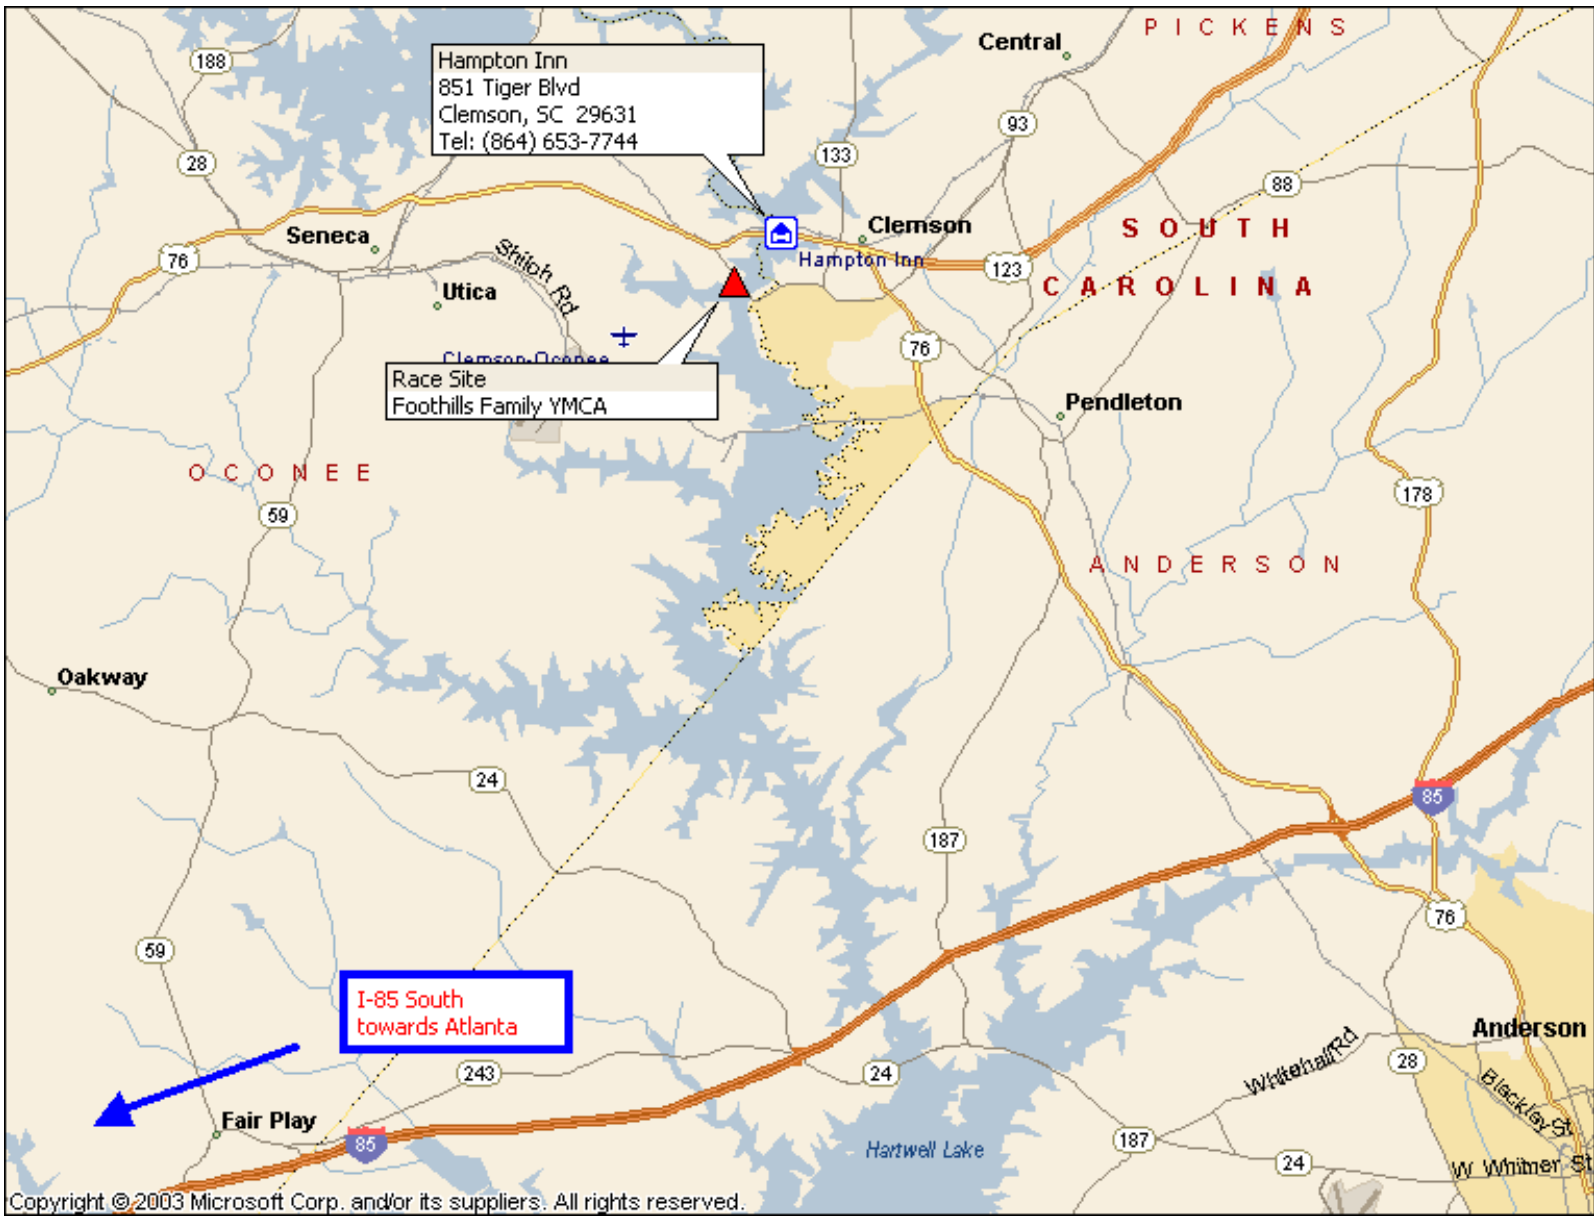 PICKENS
Central
188
Hampton Inn
851 Tiger Blvd
Clemson, SC 29631
Tel: (864) 653-7744
93
133
28
88
Clemson
SOUTH
Seneca
76
Shiloh Rd
Hampton Inn
123
CAROLINA
Utica
76
Clemson-Oconee
Race Site
Foothills Family YMCA
Pendleton
OCONEE
178
59
ANDERSON
Oakway
24
85
187
76
59
I-85 South
towards Atlanta
Anderson
Whitehall Rd
28
243
24
Blackley St
Fair Play
85
187
Hartwell Lake
24
W Whitner St
Copyright © 2003 Microsoft Corp. and/or its suppliers. All rights reserved.